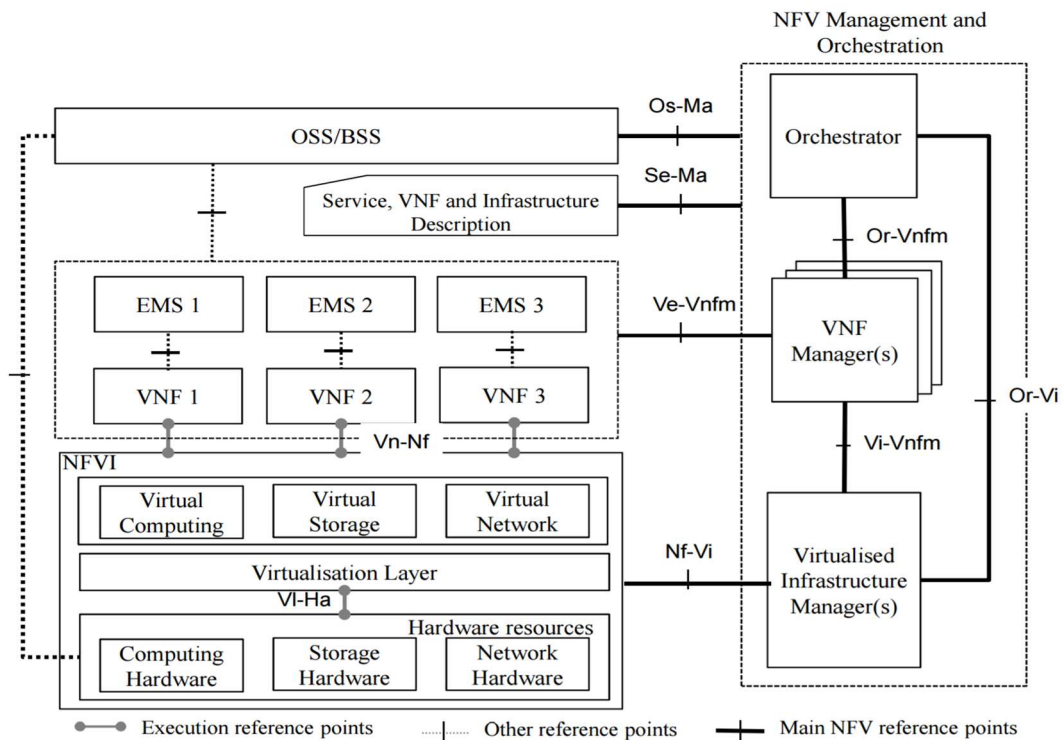 NFV Management and
Orchestration
Os-Ma
OSS/BSS
Orchestrator
Se-Ma
Service, VNF and Infrastructure
Description
Or-Vnfm
EMS 1
EMS 2
EMS 3
Ve-Vnfm
VNF
Manager(s)
VNF 1
VNF 2
VNF 3
Or-Vi
Vn-Nf
Vi-Vnfm
NFVI
Virtual
Computing
Virtual
Storage
Virtual
Network
Nf-Vi
Virtualised
Infrastructure
Manager(s)
Virtualisation Layer
Vl-Ha
Hardware resources
Computing
Hardware
Storage
Hardware
Network
Hardware
Execution reference points
Other reference points
Main NFV reference points